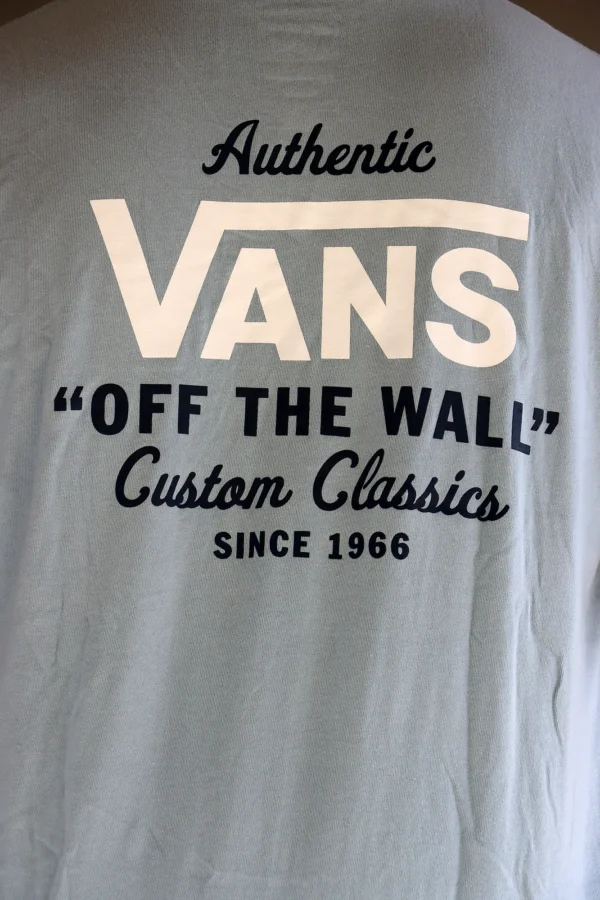 Authentic
VANS
“OFF THE WALL”
Custom Classics
SINCE 1966